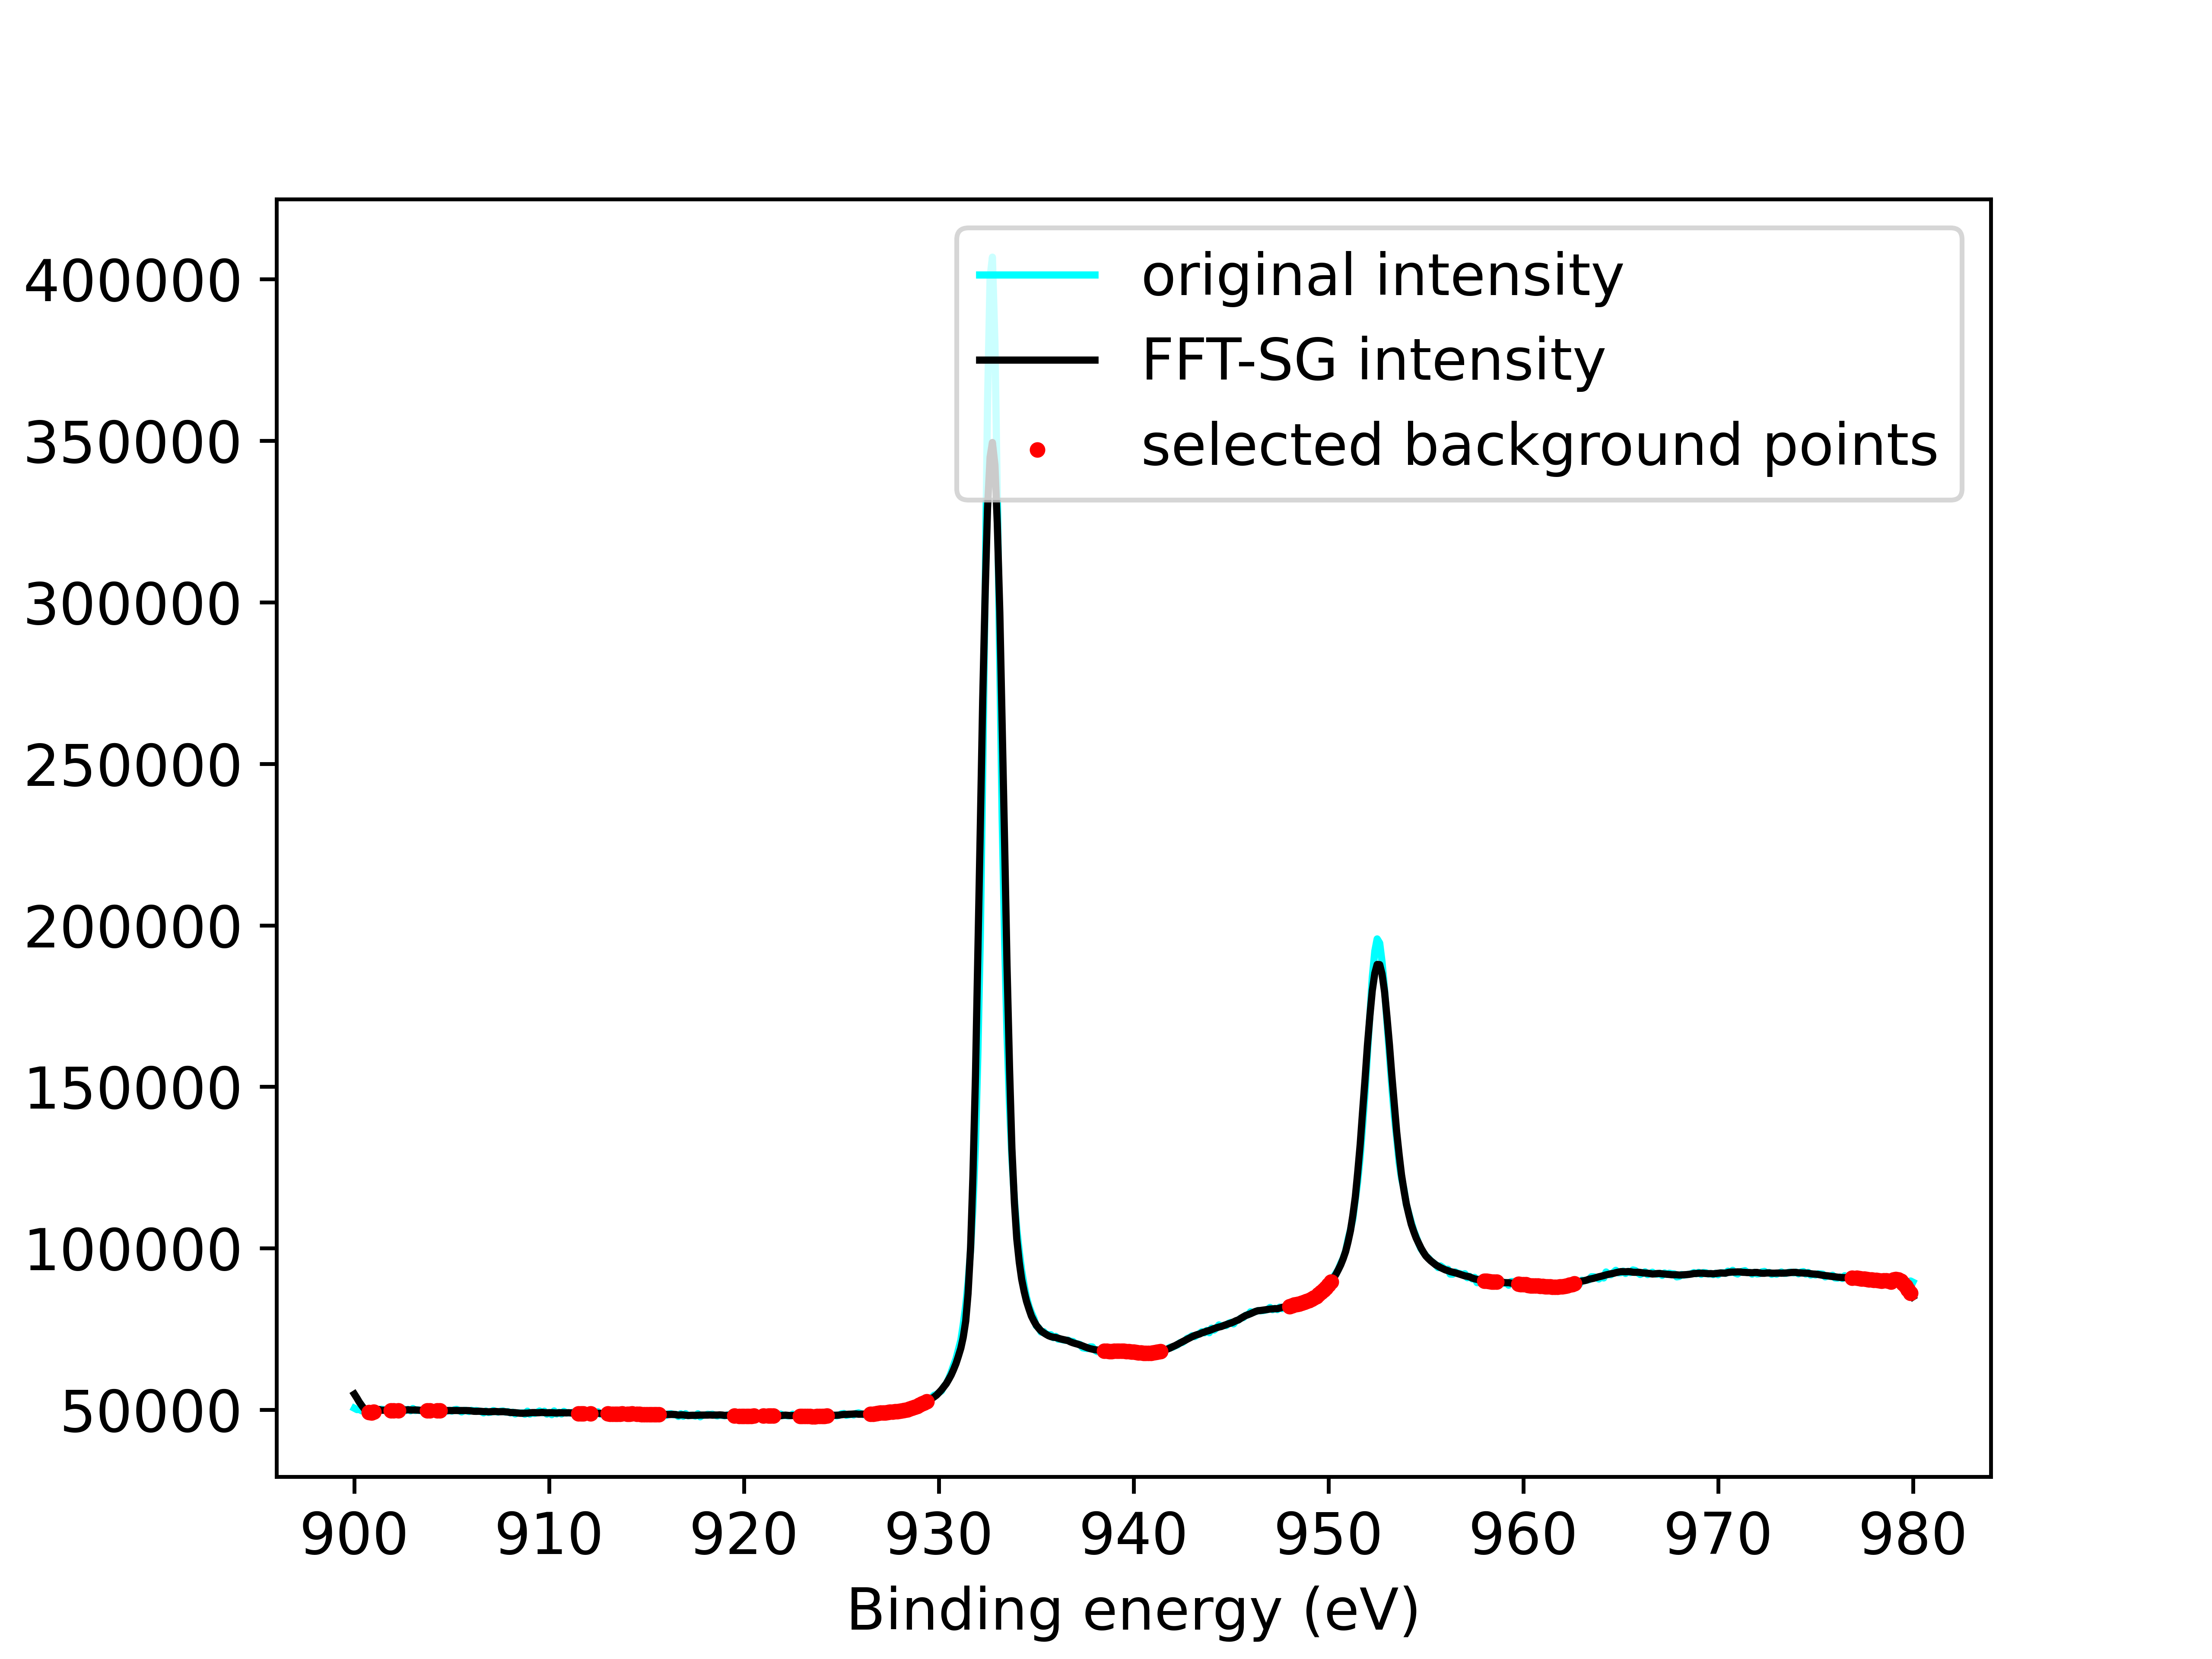 original intensity
FFT-SG intensity
selected background points
400000
350000
300000
250000
200000
150000
100000
50000
900 910 920 930 940 950 960 970 980
Binding energy (eV)